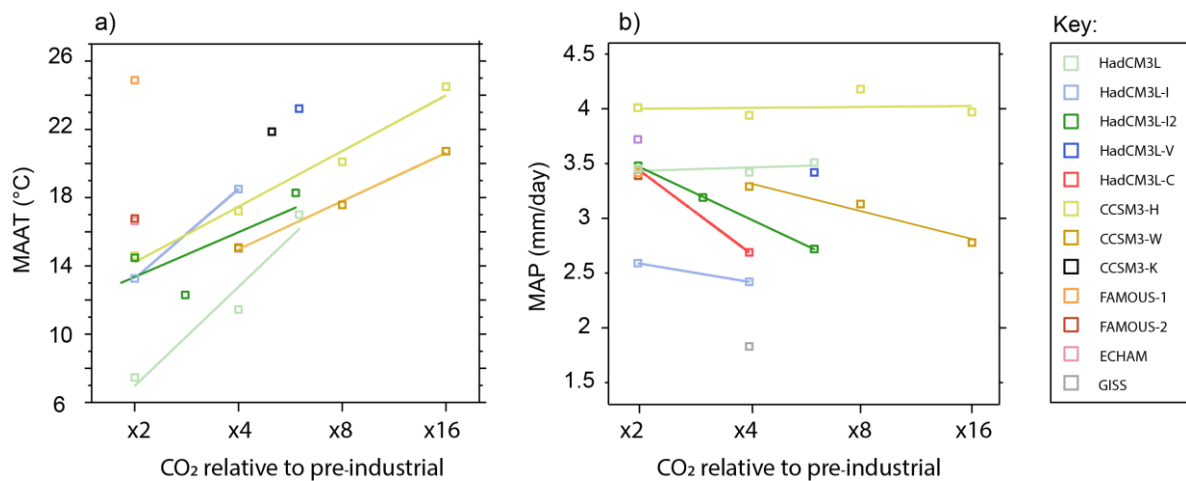 a)
b)
Key:
MAAT (°C)
26
22
18
14
10
6
x2
x4
x8
x16
CO₂ relative to pre-industrial
MAP (mm/day)
4.5
4
3.5
3
2.5
2
1.5
x2
x4
x8
x16
CO₂ relative to pre-industrial
HadCM3L
HadCM3L-I
HadCM3L-I2
HadCM3L-V
HadCM3L-C
CCSM3-H
CCSM3-W
CCSM3-K
FAMOUS-1
FAMOUS-2
ECHAM
GISS